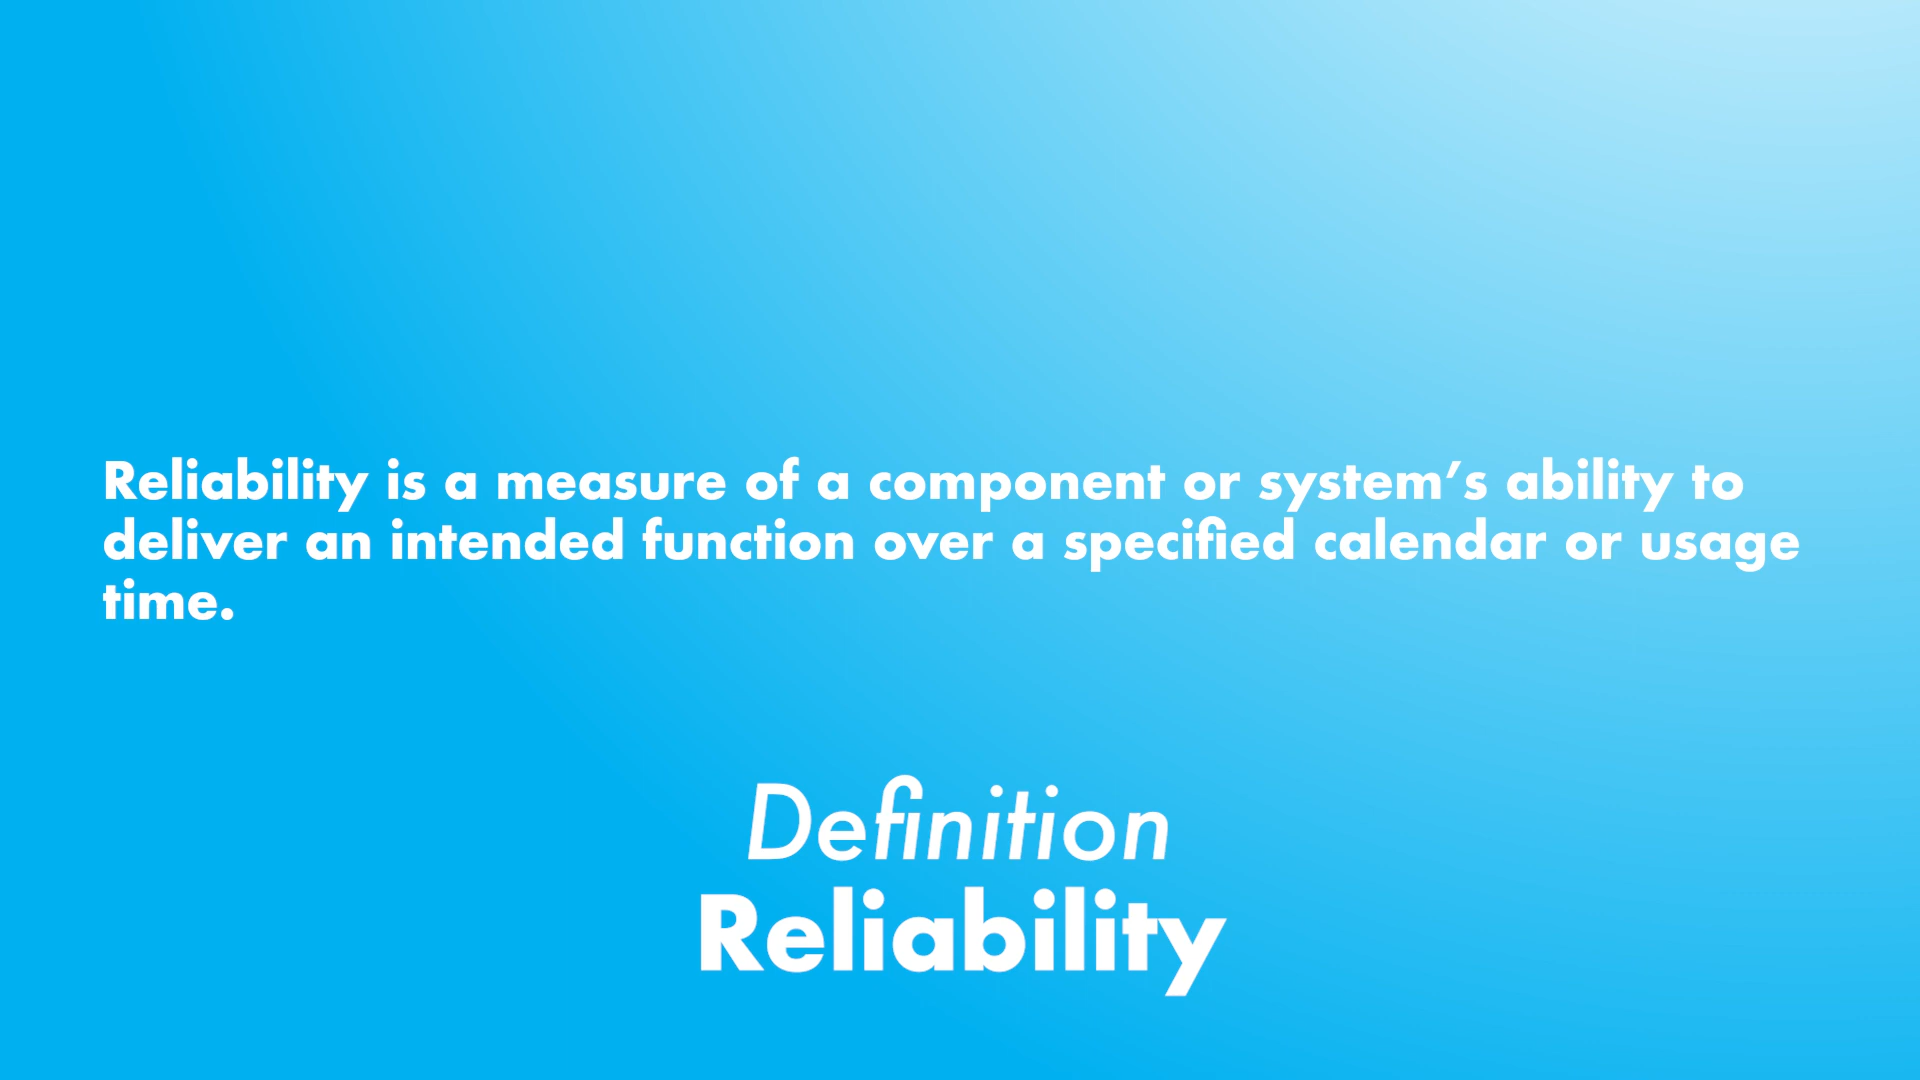 Reliability is a measure of a component or system’s ability to
deliver an intended function over a specified calendar or usage
time.
Definition
Reliability